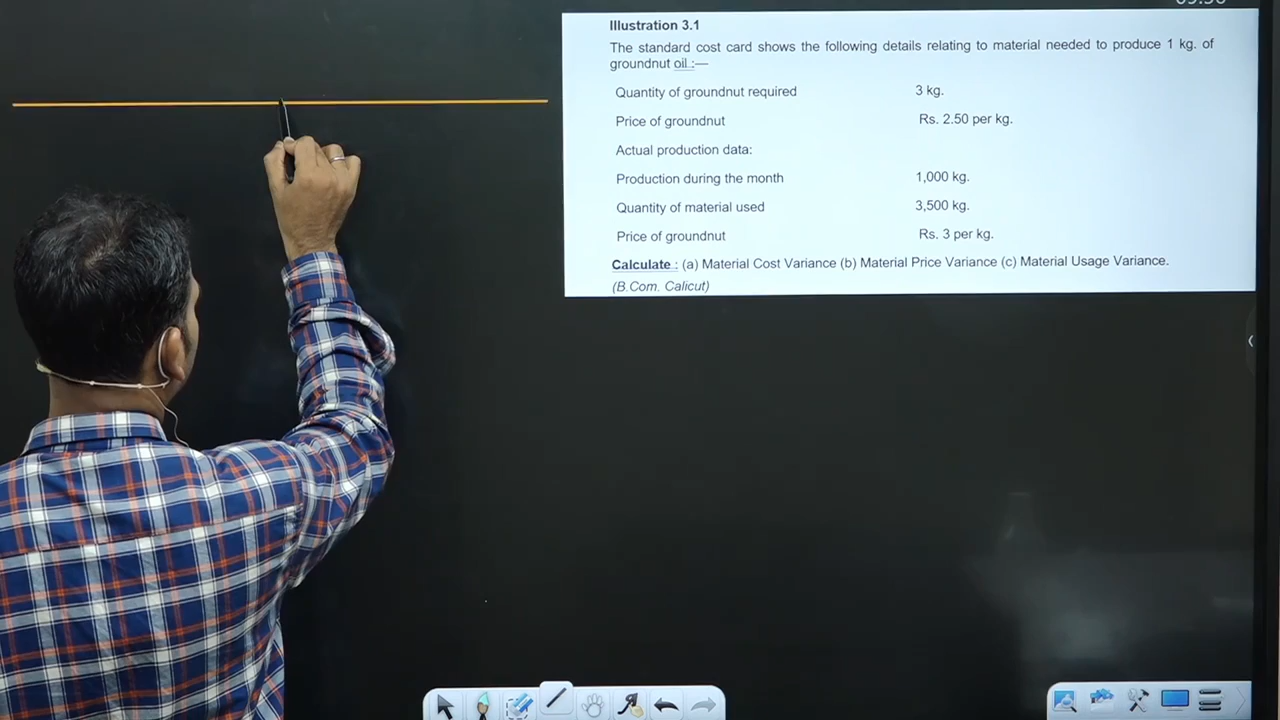 Illustration 3.1
The standard cost card shows the following details relating to material needed to produce 1 kg. of
groundnut oil :—
Quantity of groundnut required 3 kg.
Price of groundnut Rs. 2.50 per kg.
Actual production data:
Production during the month 1,000 kg.
Quantity of material used 3,500 kg.
Price of groundnut Rs. 3 per kg.
Calculate : (a) Material Cost Variance (b) Material Price Variance (c) Material Usage Variance.
(B.Com. Calicut)